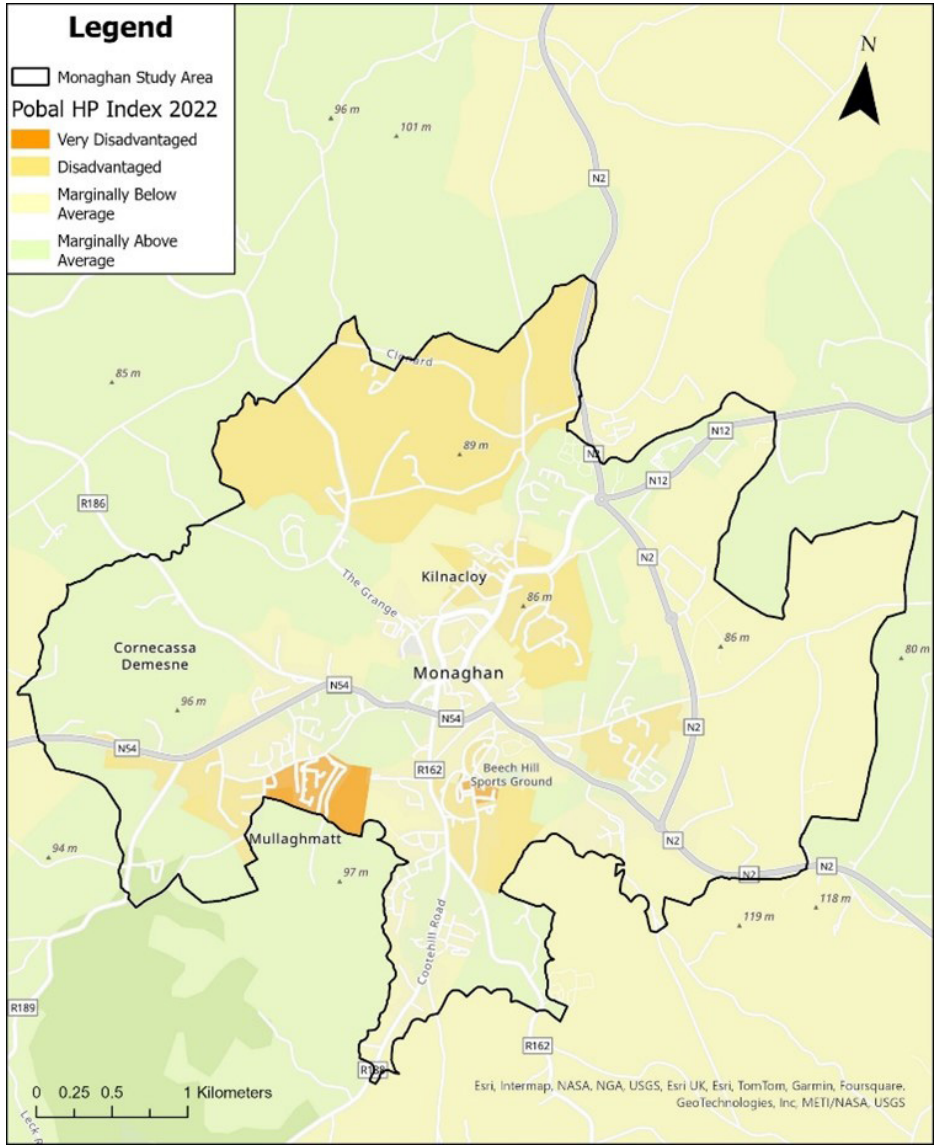 Legend
Monaghan Study Area
Pobal HP Index 2022
Very Disadvantaged
Disadvantaged
Marginally Below
Average
Marginally Above
Average
N
96 m
101 m
N2
Clonard
85 m
89 m
N12
N2
N12
R186
N2
Kilnacloy
The Grange
86 m
86 m
80 m
Cornecassa
Demesne
Monaghan
N54
96 m
N54
N2
N54
R162
Beech Hill
Sports Ground
Mullaghmatt
N2
94 m
97 m
N2
N2
118 m
119 m
Cootehill Road
R189
R162
R188
0 0.25 0.5 1 Kilometers
Esri, Intermap, NASA, NGA, USGS, Esri UK, Esri, TomTom, Garmin, Foursquare,
GeoTechnologies, Inc, METI/NASA, USGS
Leck R